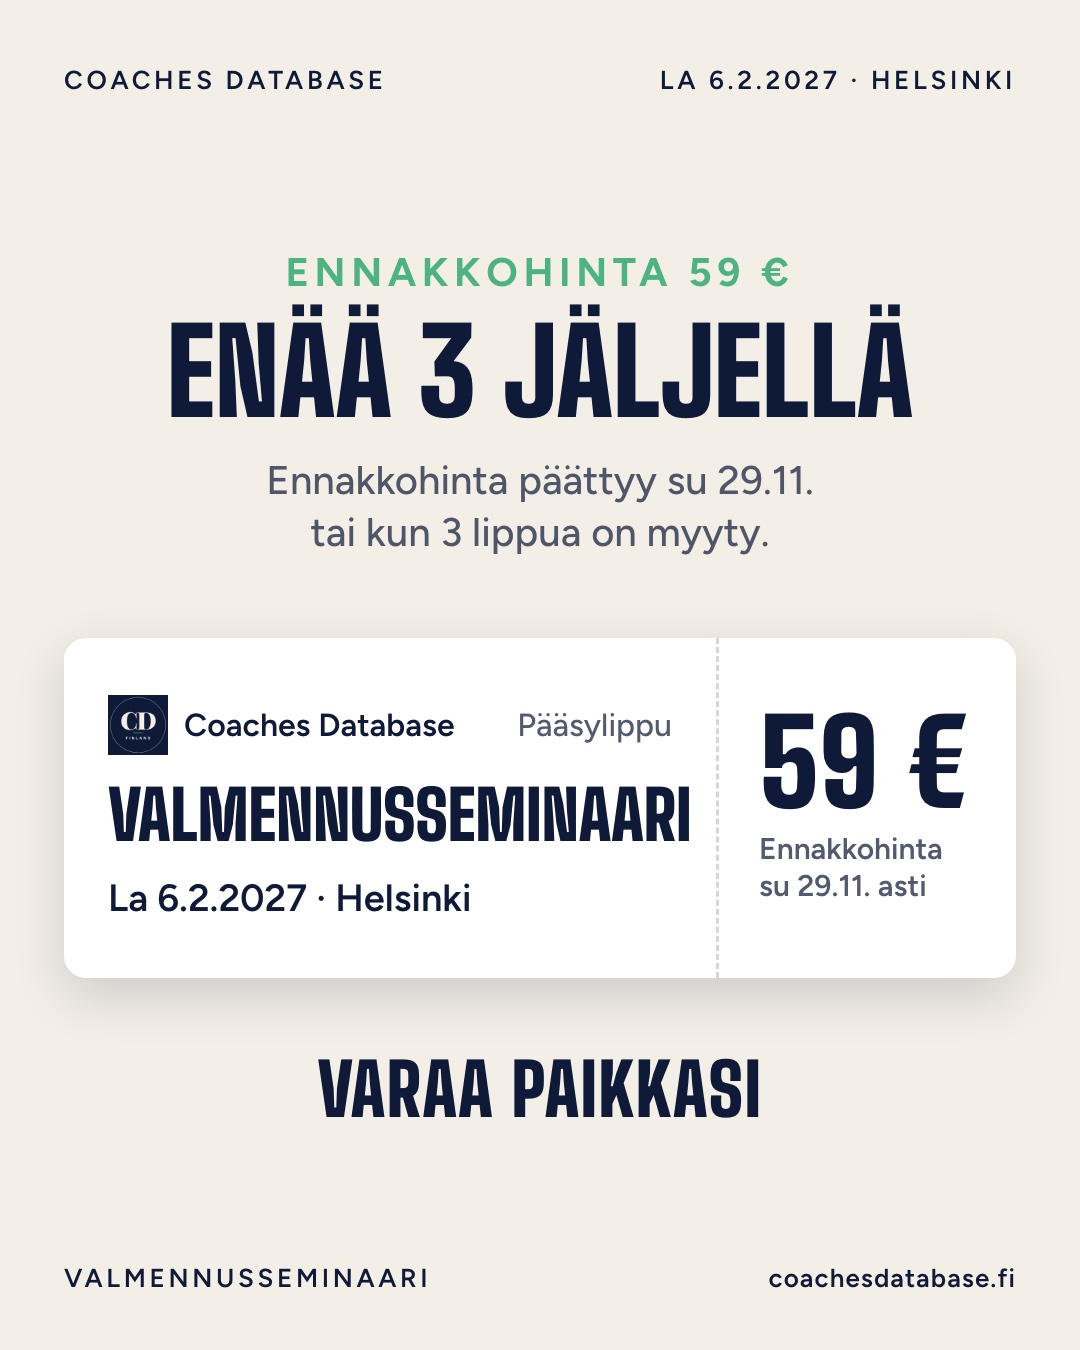 COACHES DATABASE
LA 6.2.2027 · HELSINKI
ENNAKKOHINTA 59 €
ENÄÄ 3 JÄLJELLÄ
Ennakkohinta päättyy su 29.11.
tai kun 3 lippua on myyty.
CD
FINLAND
Coaches Database
Pääsylippu
VALMENNUSSEMINAARI
La 6.2.2027 · Helsinki
59 €
Ennakkohinta
su 29.11. asti
VARAA PAIKKASI
VALMENNUSSEMINAARI
coachesdatabase.fi